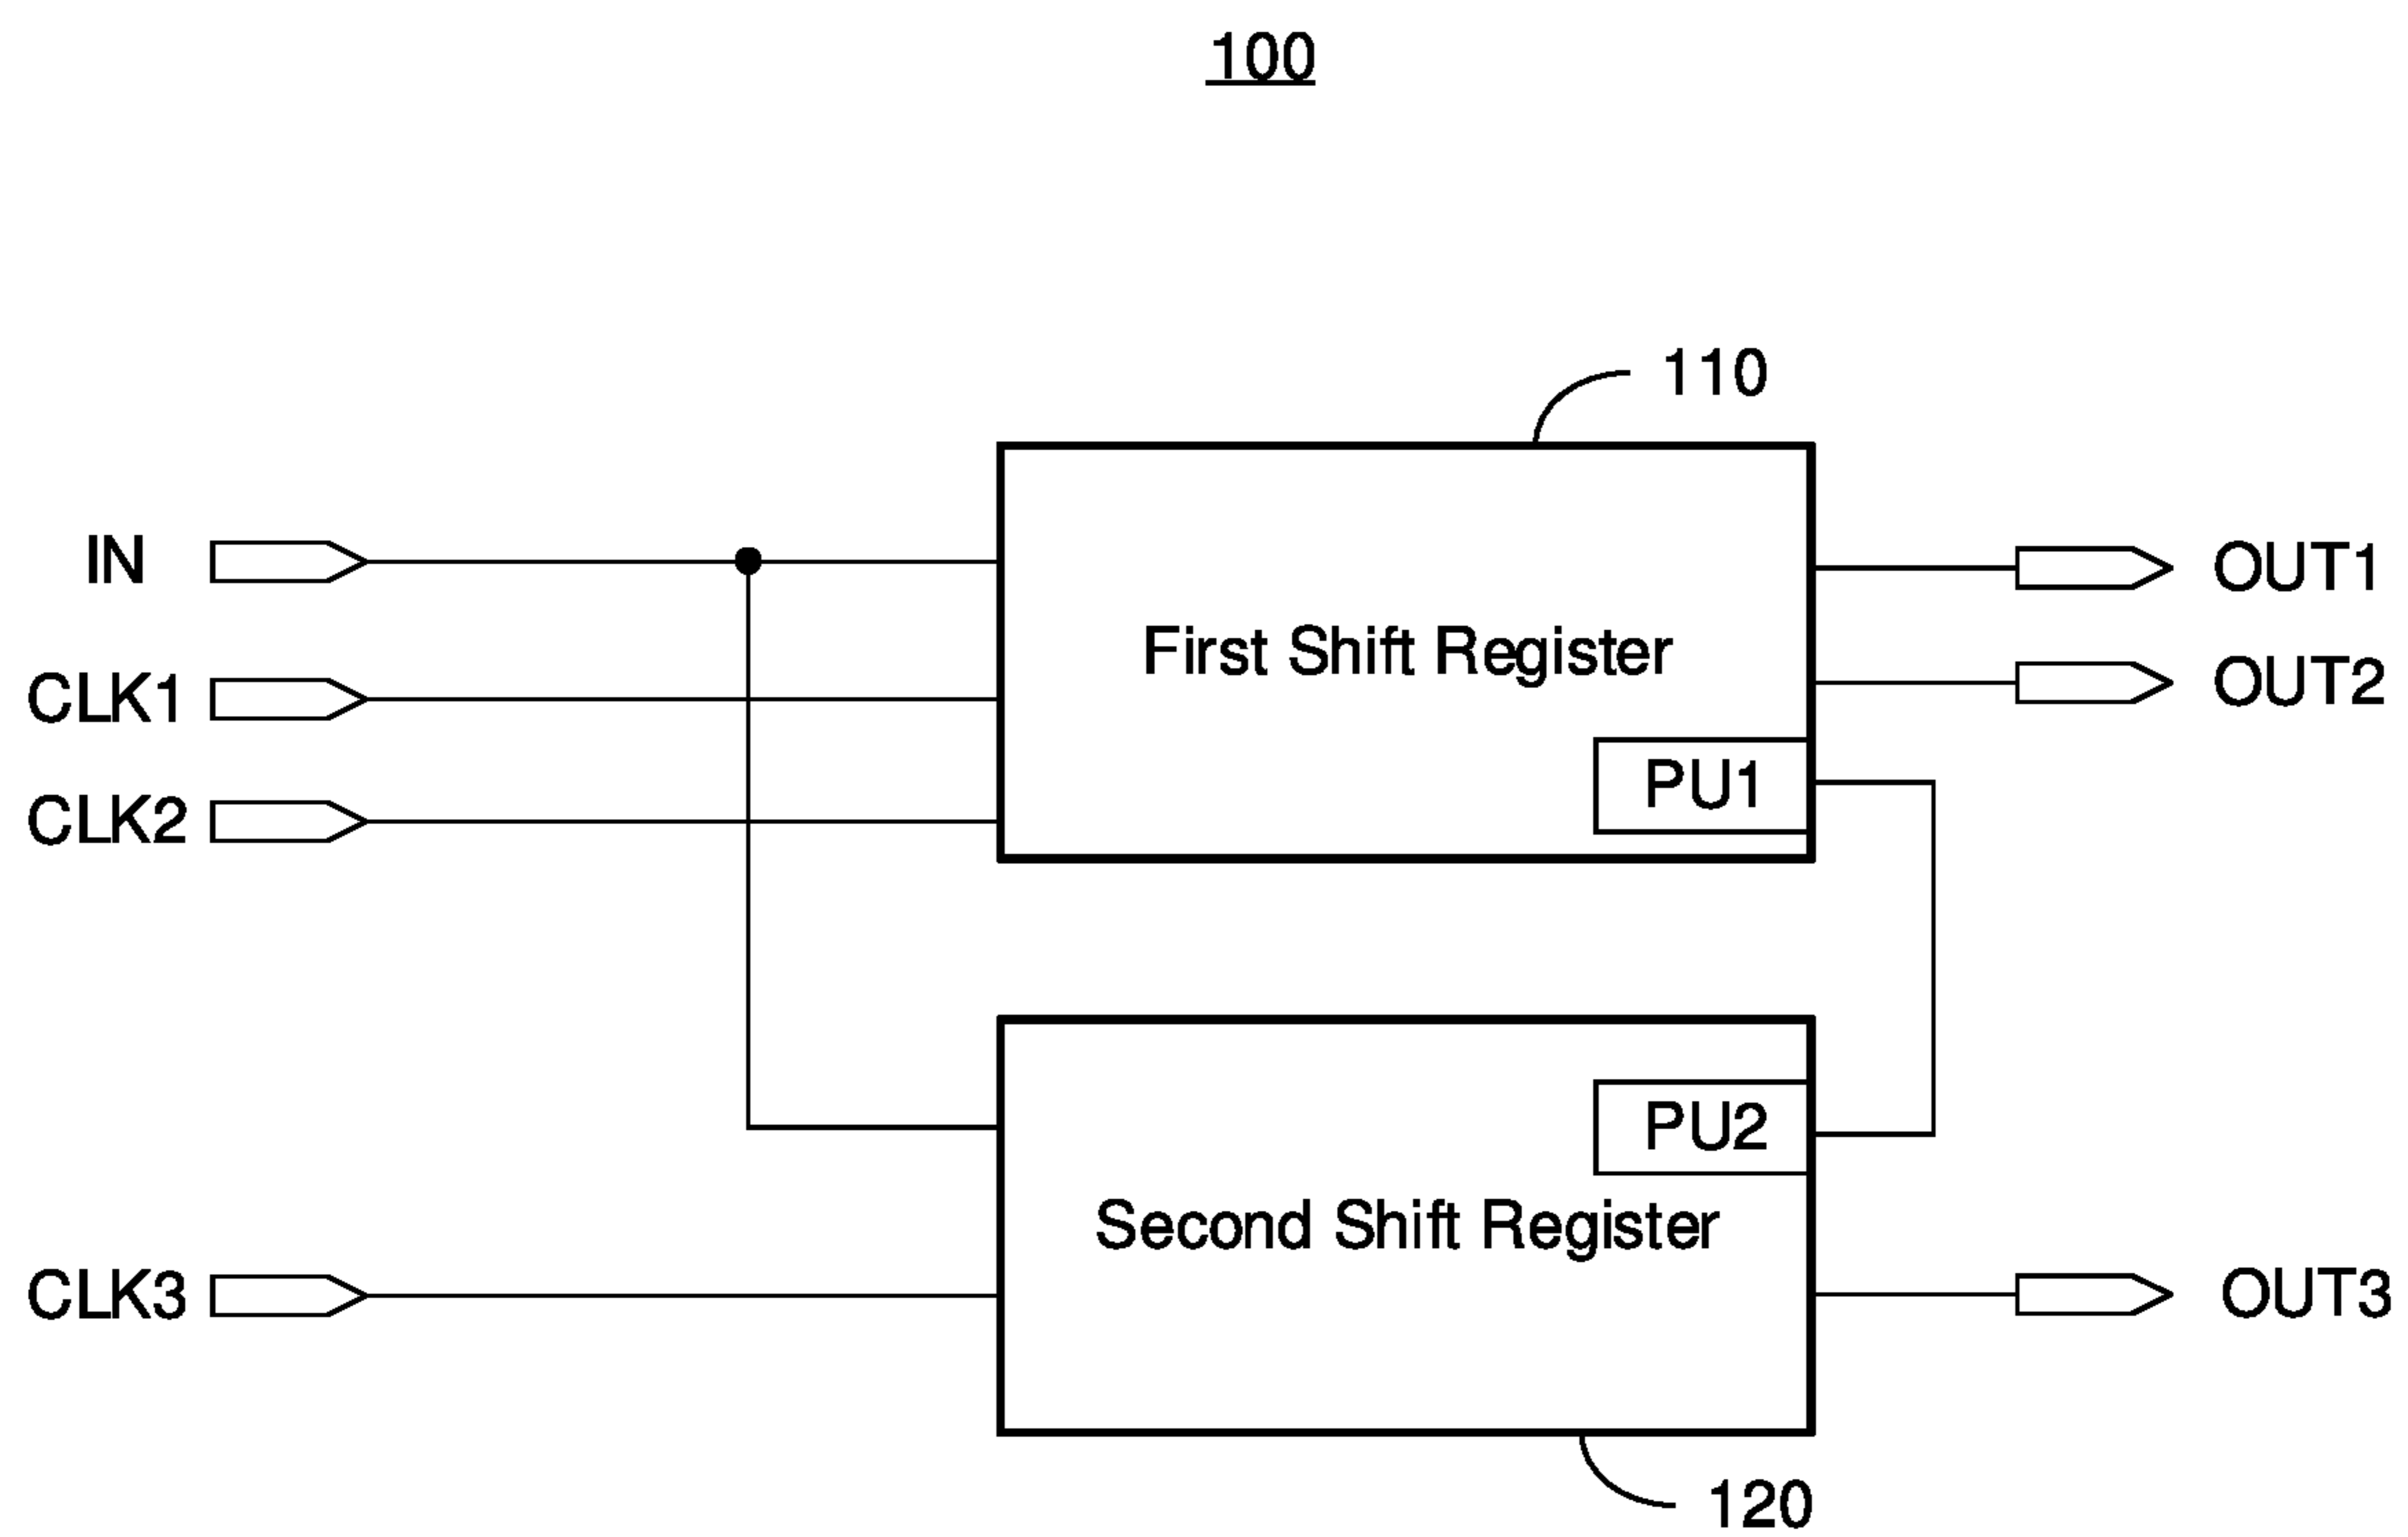 100
110
IN
OUT1
First Shift Register
CLK1
OUT2
PU1
CLK2
PU2
Second Shift Register
CLK3
OUT3
120